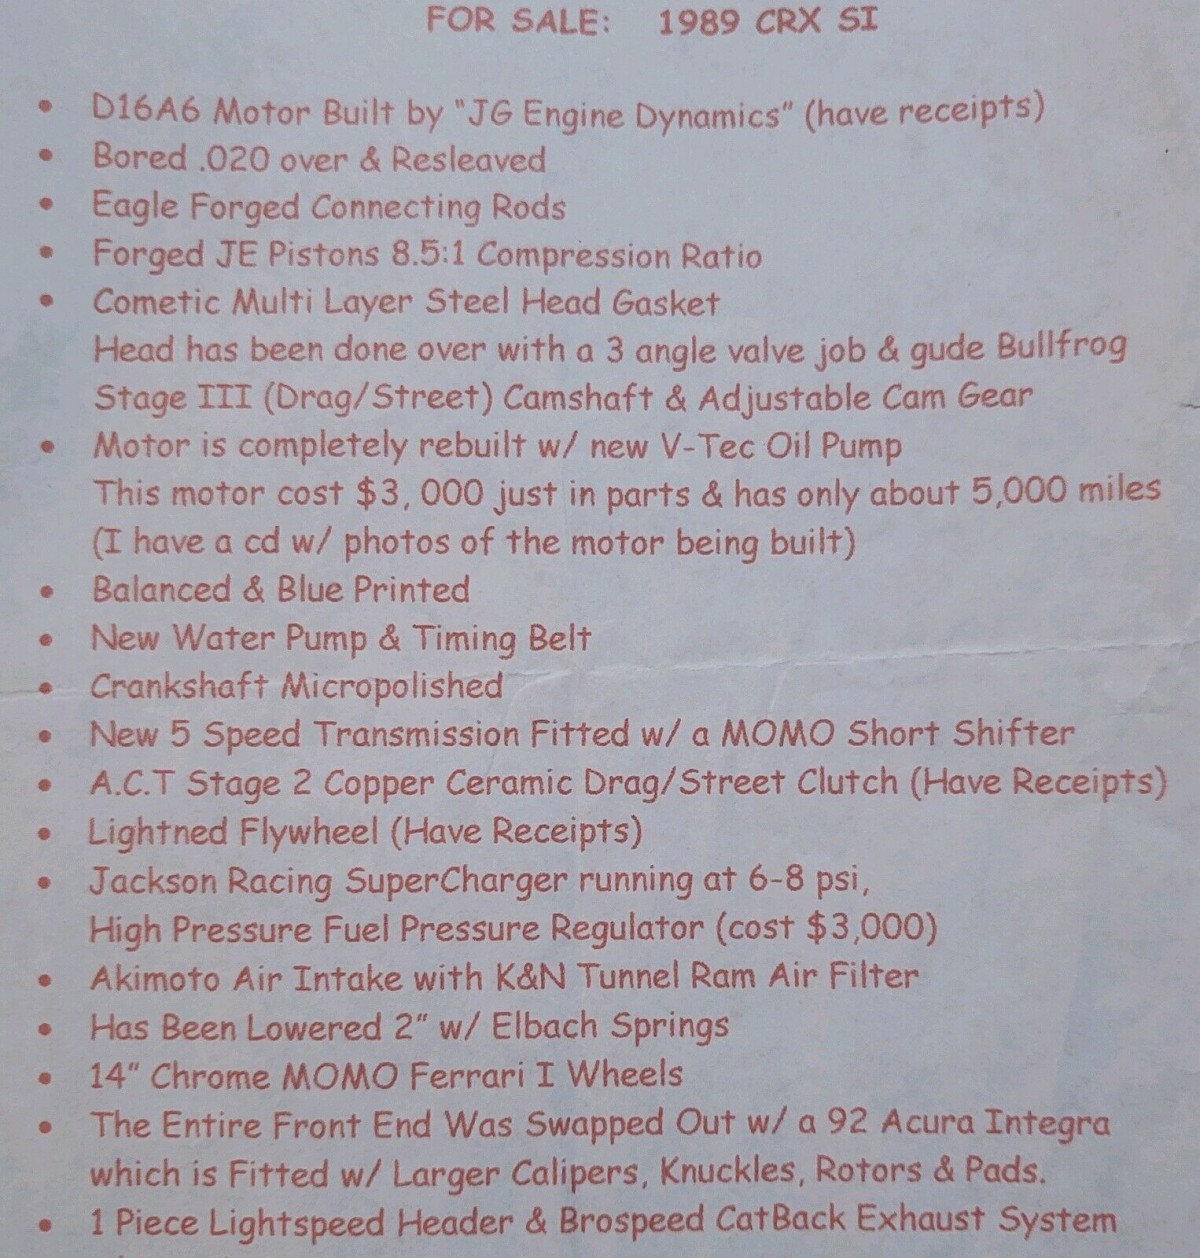 FOR SALE: 1989 CRX SI
• D16A6 Motor Built by "JG Engine Dynamics" (have receipts)
• Bored .020 over & Resleaved
• Eagle Forged Connecting Rods
• Forged JE Pistons 8.5:1 Compression Ratio
• Cometic Multi Layer Steel Head Gasket
Head has been done over with a 3 angle valve job & gude Bullfrog
Stage III (Drag/Street) Camshaft & Adjustable Cam Gear
• Motor is completely rebuilt w/ new V-Tec Oil Pump
This motor cost $3, 000 just in parts & has only about 5,000 miles
(I have a cd w/ photos of the motor being built)
• Balanced & Blue Printed
• New Water Pump & Timing Belt
• Crankshaft Micropolished
• New 5 Speed Transmission Fitted w/ a MOMO Short Shifter
• A.C.T Stage 2 Copper Ceramic Drag/Street Clutch (Have Receipts)
• Lightned Flywheel (Have Receipts)
• Jackson Racing SuperCharger running at 6-8 psi,
High Pressure Fuel Pressure Regulator (cost $3,000)
• Akimoto Air Intake with K&N Tunnel Ram Air Filter
• Has Been Lowered 2" w/ Elbach Springs
• 14" Chrome MOMO Ferrari I Wheels
• The Entire Front End Was Swapped Out w/ a 92 Acura Integra
which is Fitted w/ Larger Calipers, Knuckles, Rotors & Pads.
• 1 Piece Lightspeed Header & Brospeed CatBack Exhaust System